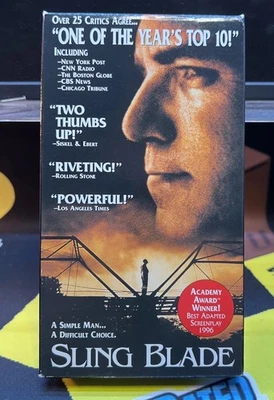 OVER 25 CRITICS AGREE...
"ONE OF THE YEAR'S TOP 10!"
INCLUDING
–NEW YORK POST
–CNN RADIO
–THE BOSTON GLOBE
–CBS NEWS
–CHICAGO TRIBUNE
"TWO
THUMBS
UP!"
–SISKEL & EBERT
"RIVETING!"
–ROLLING STONE
"POWERFUL!"
–LOS ANGELES TIMES
ACADEMY
AWARD™
WINNER!
BEST ADAPTED
SCREENPLAY
1996
A SIMPLE MAN...
A DIFFICULT CHOICE.
SLING BLADE